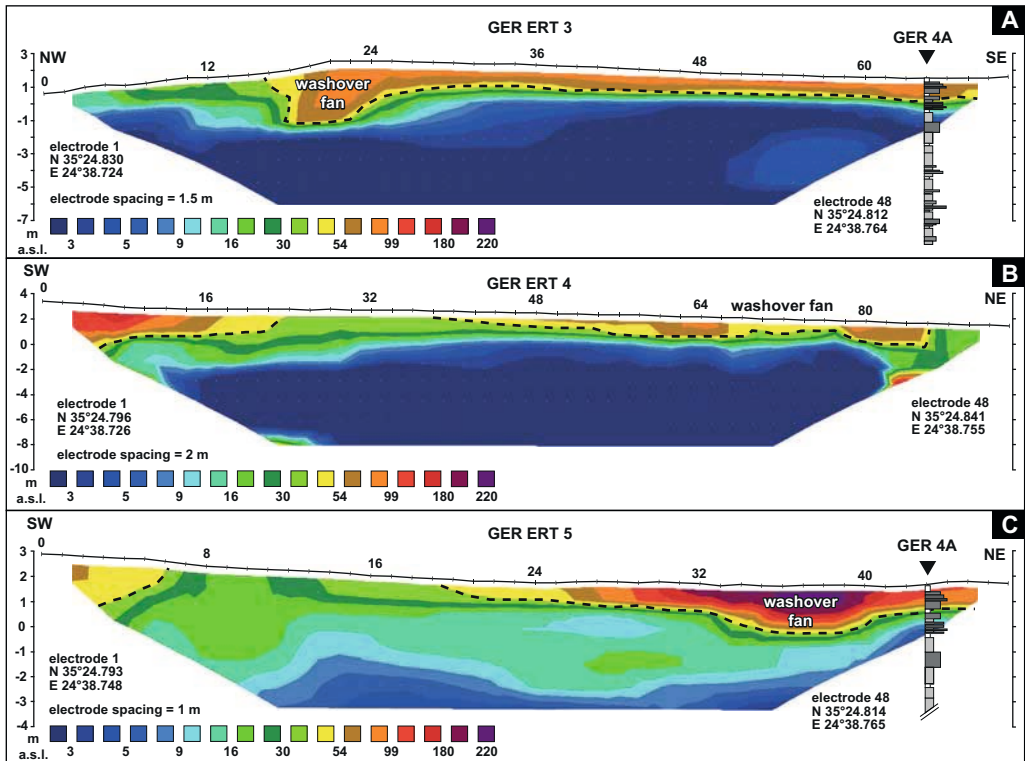 A
GER ERT 3
GER 4A
NW
SE
0 12 24 36 48 60
3
2
1
0
-1
-3
-5
-7
m
a.s.l.
washover
fan
electrode 1
N 35°24.830
E 24°38.724
electrode spacing = 1.5 m
electrode 48
N 35°24.812
E 24°38.764
3 5 9 16 30 54 99 180 220
B
SW
GER ERT 4
NE
0 16 32 48 64 80
washover fan
4
2
0
-2
-4
-6
-8
-10
m
a.s.l.
electrode 1
N 35°24.796
E 24°38.726
electrode spacing = 2 m
electrode 48
N 35°24.841
E 24°38.755
3 5 9 16 30 54 99 180 220
C
SW
GER ERT 5
GER 4A
NE
0 8 16 24 32 40
3
2
1
0
-1
-2
-3
-4
m
a.s.l.
washover
fan
electrode 1
N 35°24.793
E 24°38.748
electrode spacing = 1 m
electrode 48
N 35°24.814
E 24°38.765
3 5 9 16 30 54 99 180 220